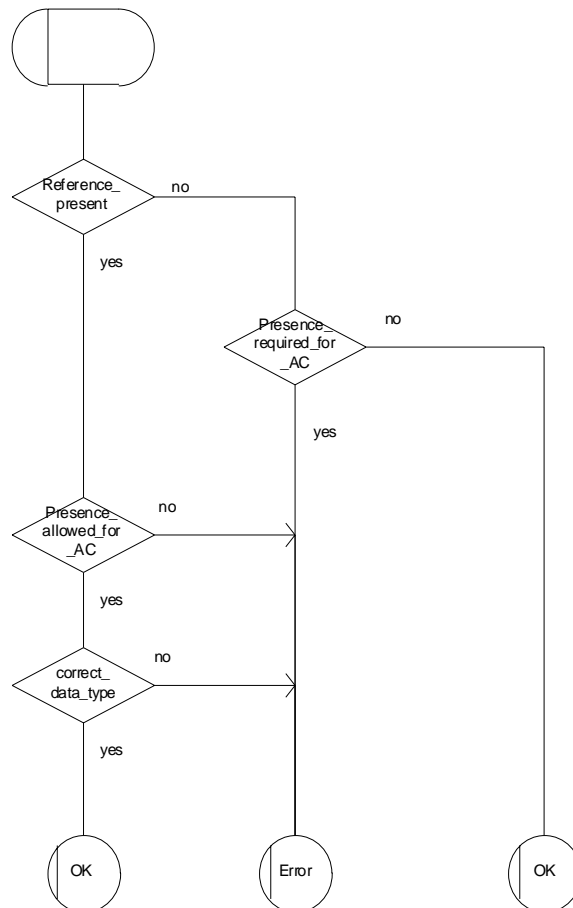 Reference_
present
no
yes
Presence_
required_for
_AC
no
yes
Presence_
allowed_for
_AC
no
yes
correct_
data_type
no
yes
OK
Error
OK